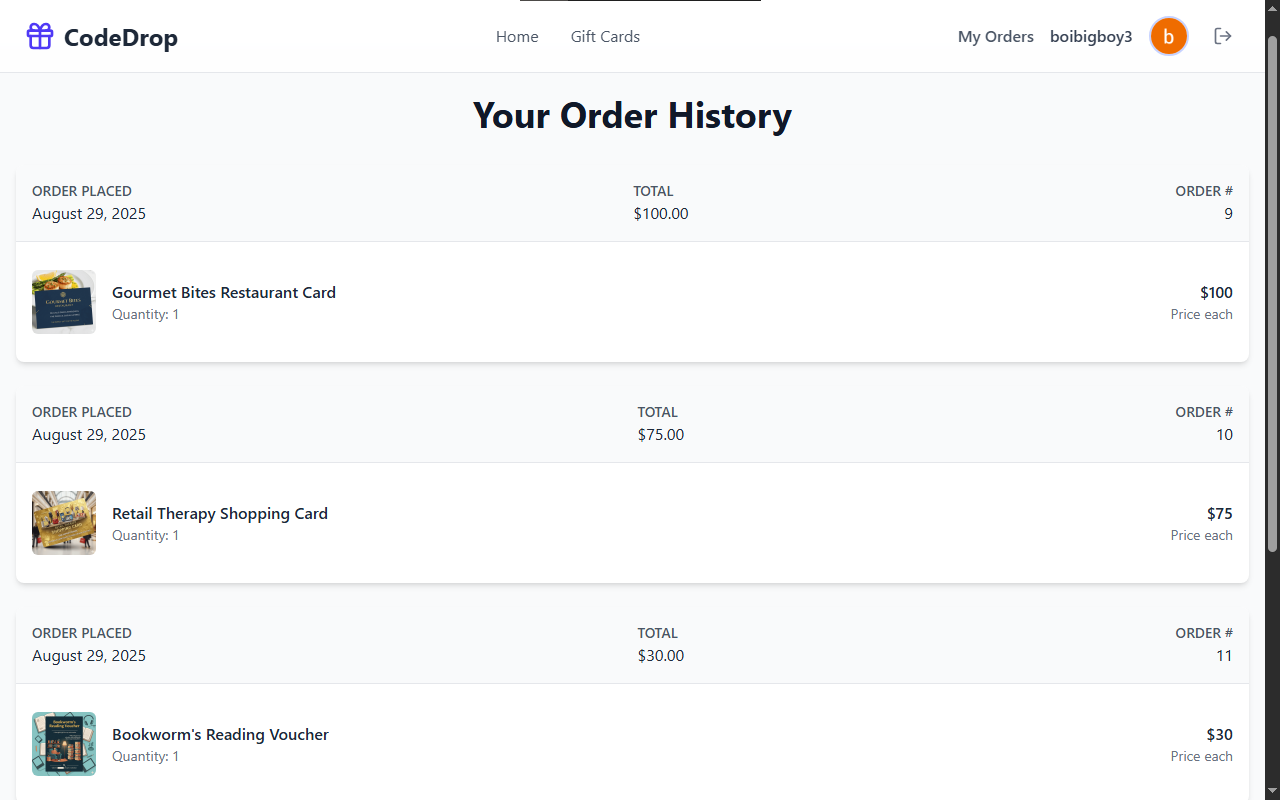 CodeDrop
Home
Gift Cards
My Orders
boibigboy3
b
Your Order History
ORDER PLACED
August 29, 2025
TOTAL
$100.00
ORDER #
9
Gourmet Bites Restaurant Card
Quantity: 1
$100
Price each
ORDER PLACED
August 29, 2025
TOTAL
$75.00
ORDER #
10
Retail Therapy Shopping Card
Quantity: 1
$75
Price each
ORDER PLACED
August 29, 2025
TOTAL
$30.00
ORDER #
11
Bookworm's
Reading Voucher
Bookworm's Reading Voucher
Quantity: 1
$30
Price each